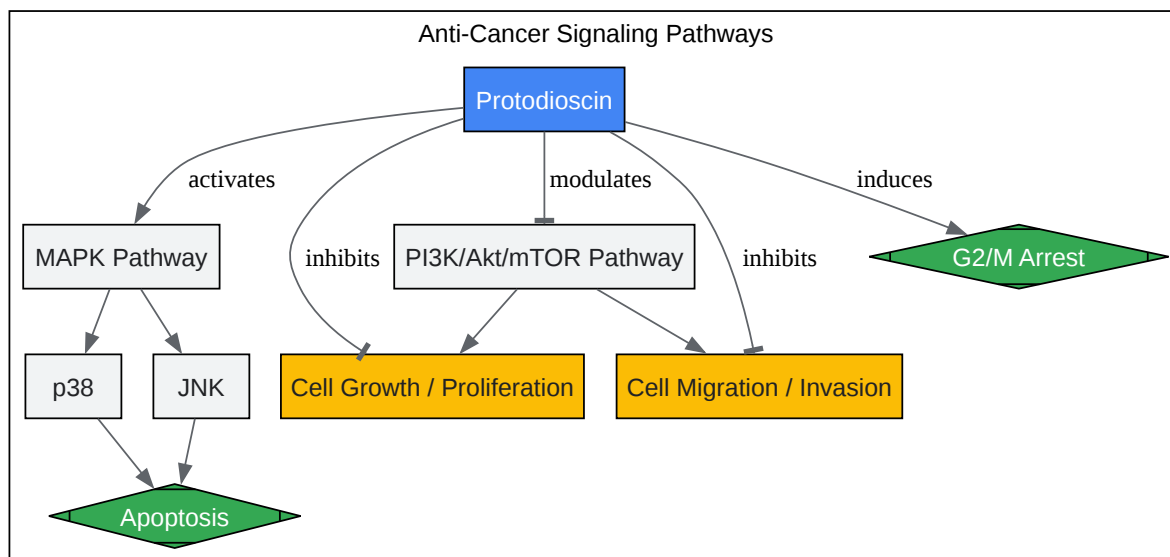 Anti-Cancer Signaling Pathways
Protodioscin
activates
modulates
induces
MAPK Pathway
inhibits
PI3K/Akt/mTOR Pathway
inhibits
G2/M Arrest
p38
JNK
Cell Growth / Proliferation
Cell Migration / Invasion
Apoptosis